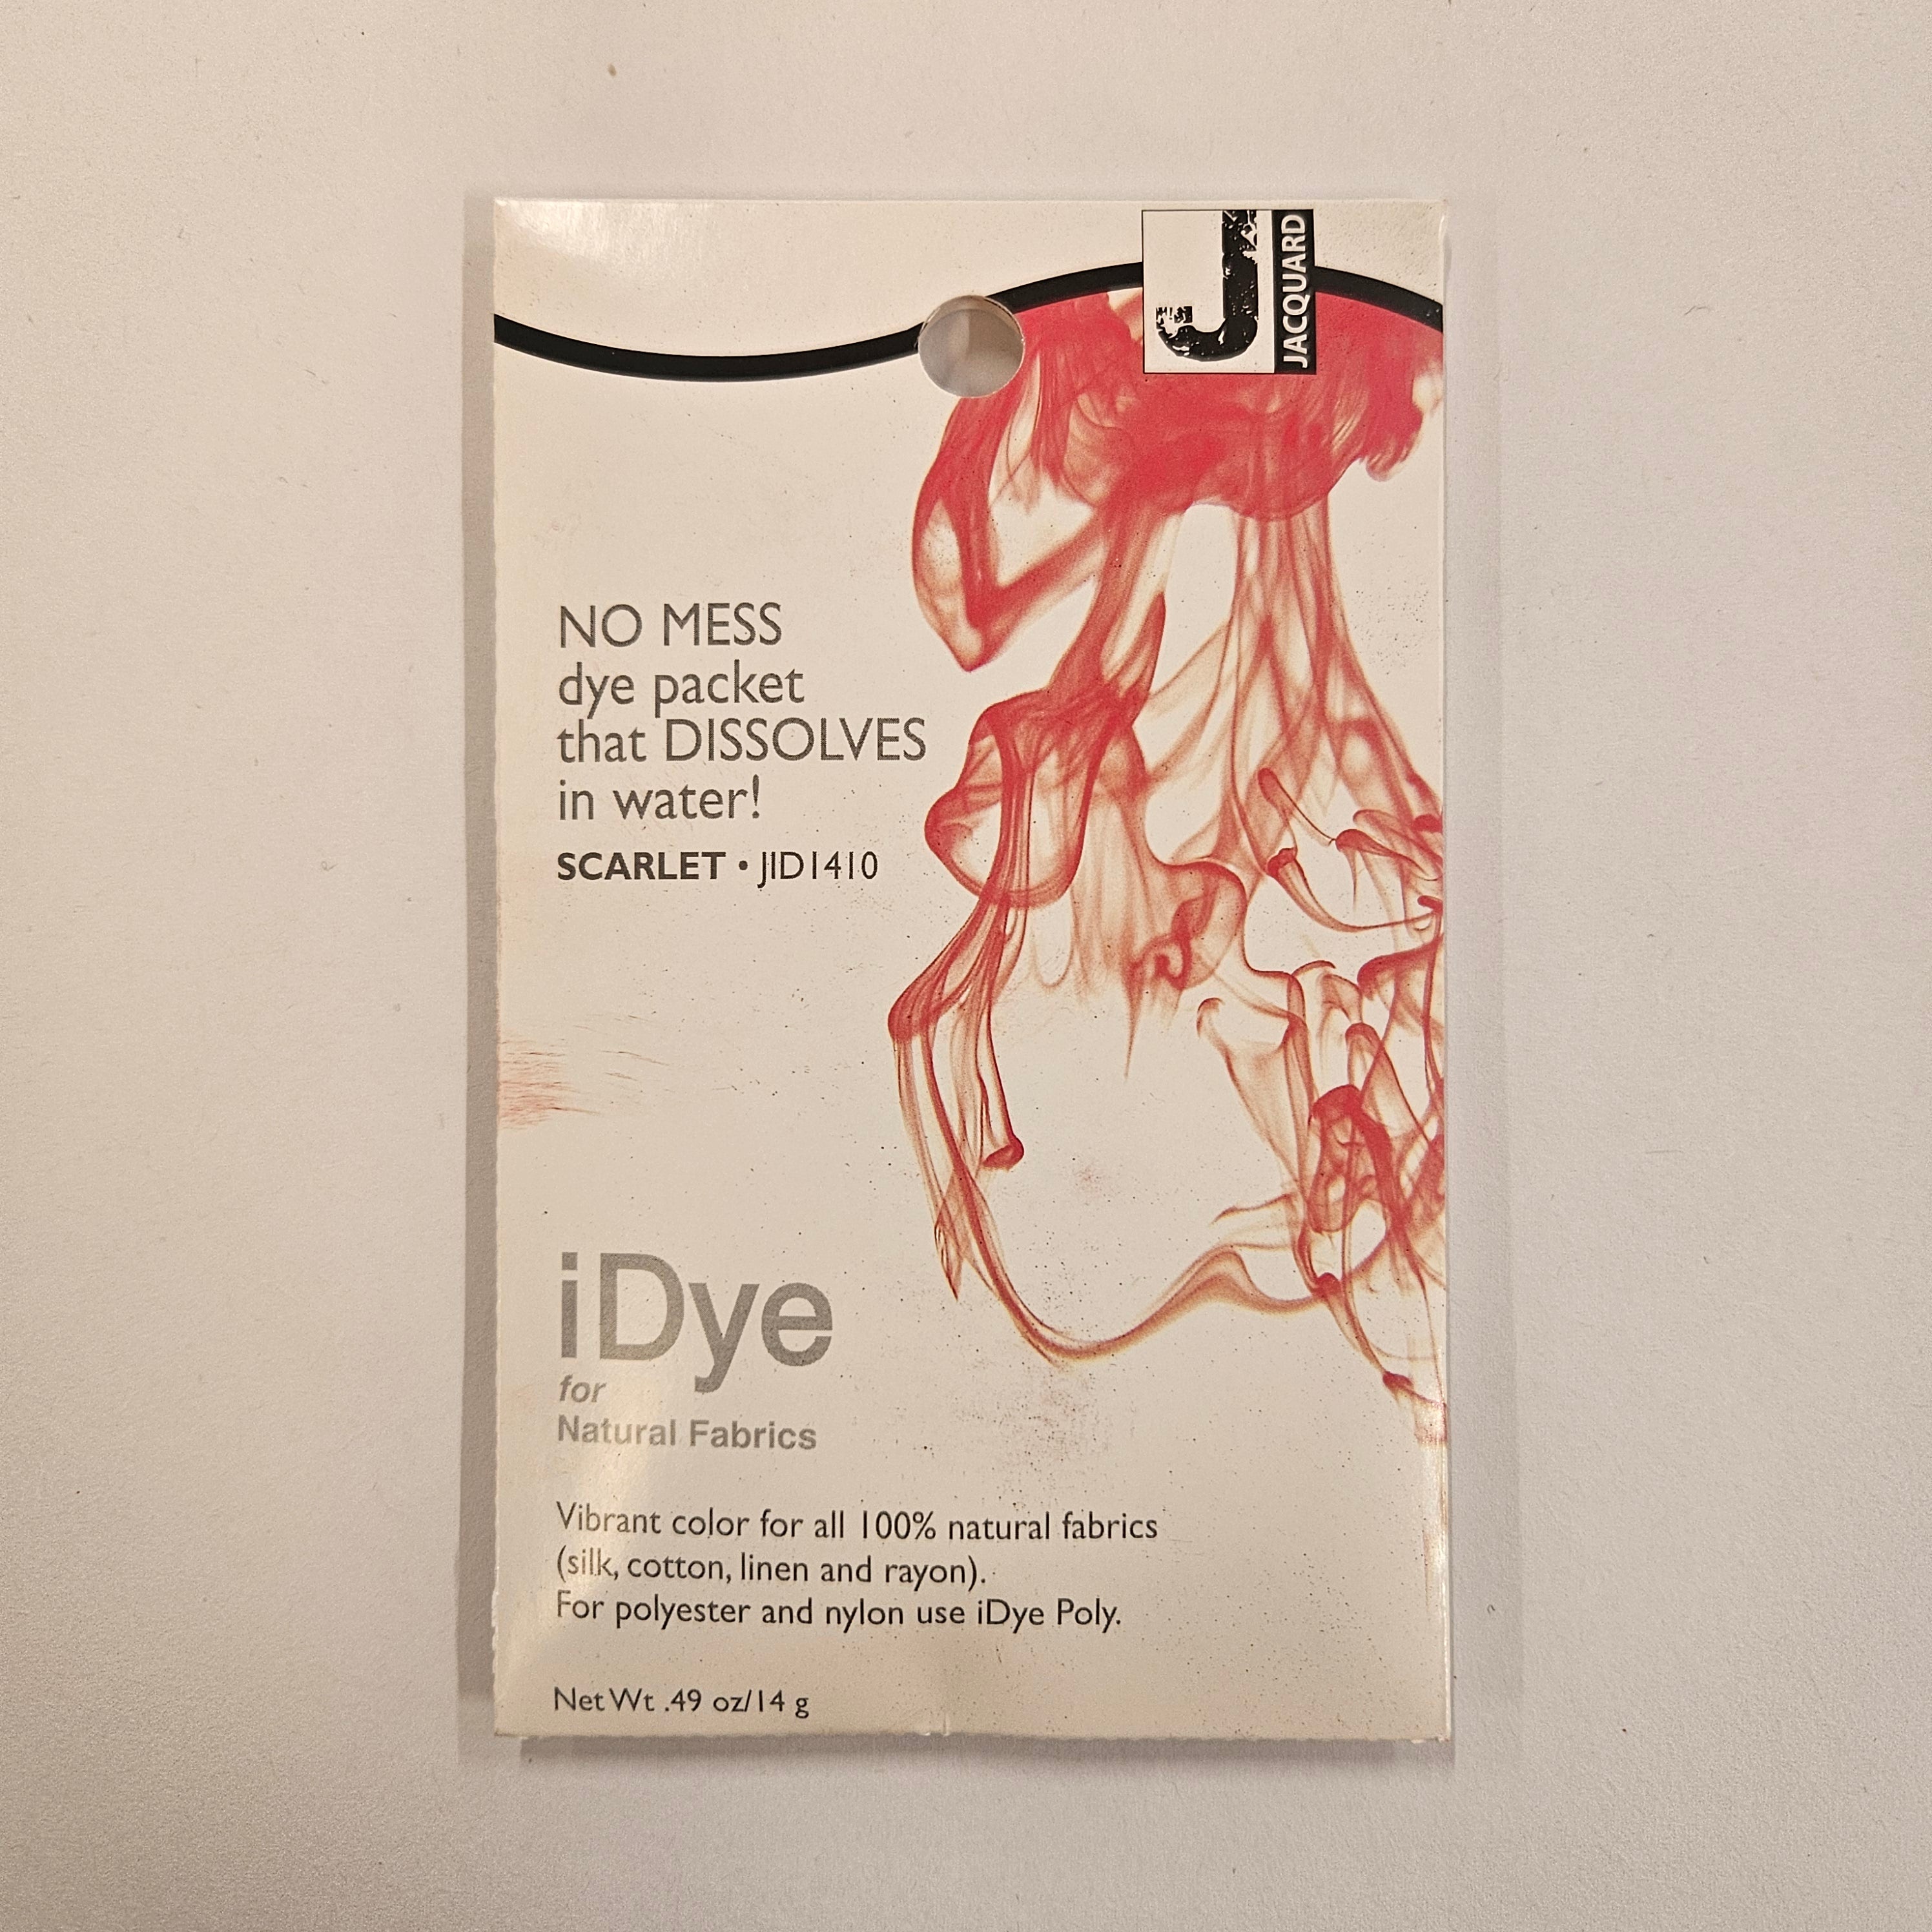 J
JACQUARD
NO MESS
dye packet
that DISSOLVES
in water!
SCARLET • JID1410
iDye
for
Natural Fabrics
Vibrant color for all 100% natural fabrics
(silk, cotton, linen and rayon).
For polyester and nylon use iDye Poly.
Net Wt .49 oz/14 g